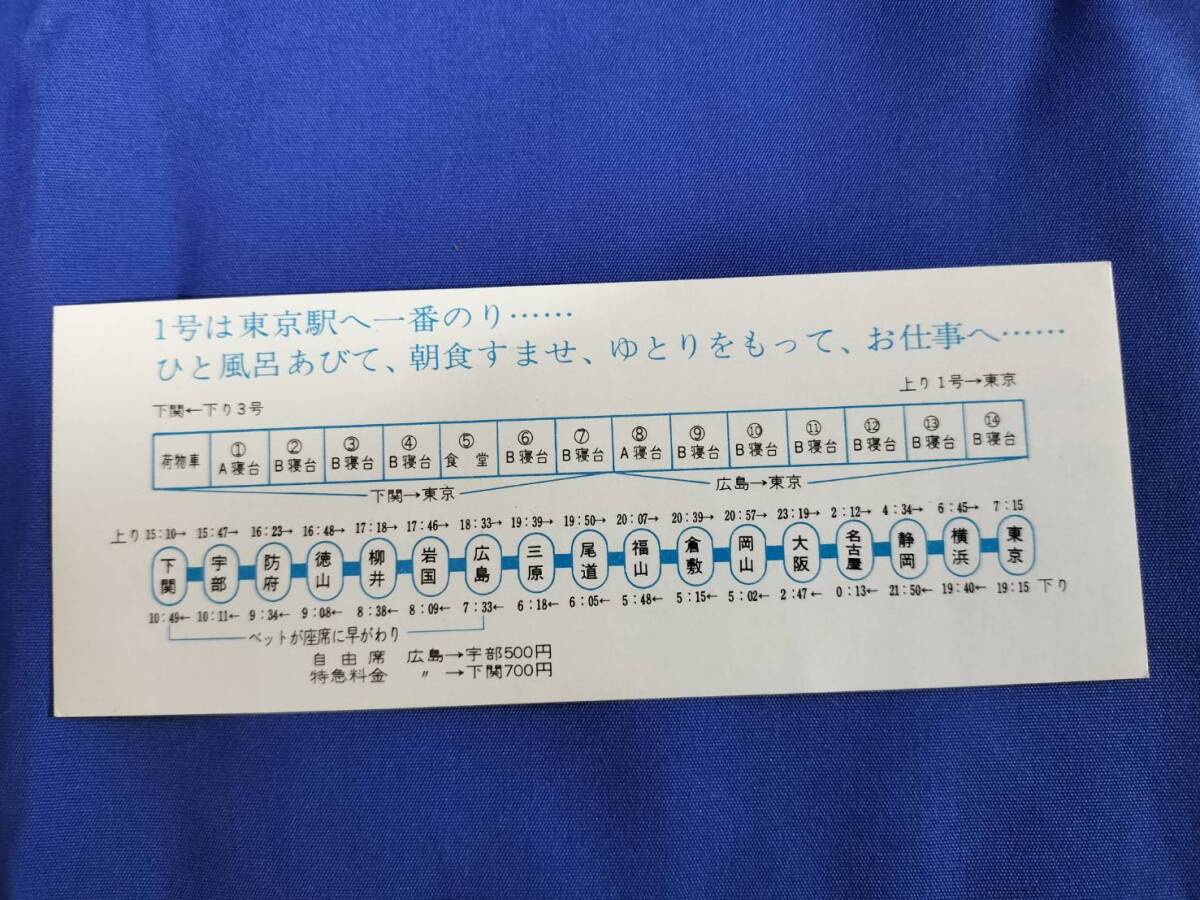 1号は東京駅へ一番のり……
ひと風呂あびて、朝食すませ、ゆとりをもって、お仕事へ……
下関←下り3号 上り1号→東京
荷物車 ①A寝台 ②B寝台 ③B寝台 ④B寝台 ⑤食堂 ⑥B寝台 ⑦B寝台 ⑧A寝台 ⑨B寝台 ⑩B寝台 ⑪B寝台 ⑫B寝台 ⑬B寝台 ⑭B寝台
下関→東京 広島→東京
上り 15:10→ 15:47→ 16:23→ 16:48→ 17:18→ 17:46→ 18:33→ 19:39→ 19:50→ 20:07→ 20:39→ 20:57→ 23:19→ 2:12→ 4:34→ 6:45→ 7:15
下関 宇部 防府 徳山 柳井 岩国 広島 三原 尾道 福山 倉敷 岡山 大阪 名古屋 静岡 横浜 東京
10:49← 10:11← 9:34← 9:08← 8:38← 8:09← 7:33← 6:18← 6:05← 5:48← 5:15← 5:02← 2:47← 0:13← 21:50← 19:40← 19:15 下り
ベットが座席に早がわり
自由席 広島→宇部500円
特急料金 〃 →下関700円